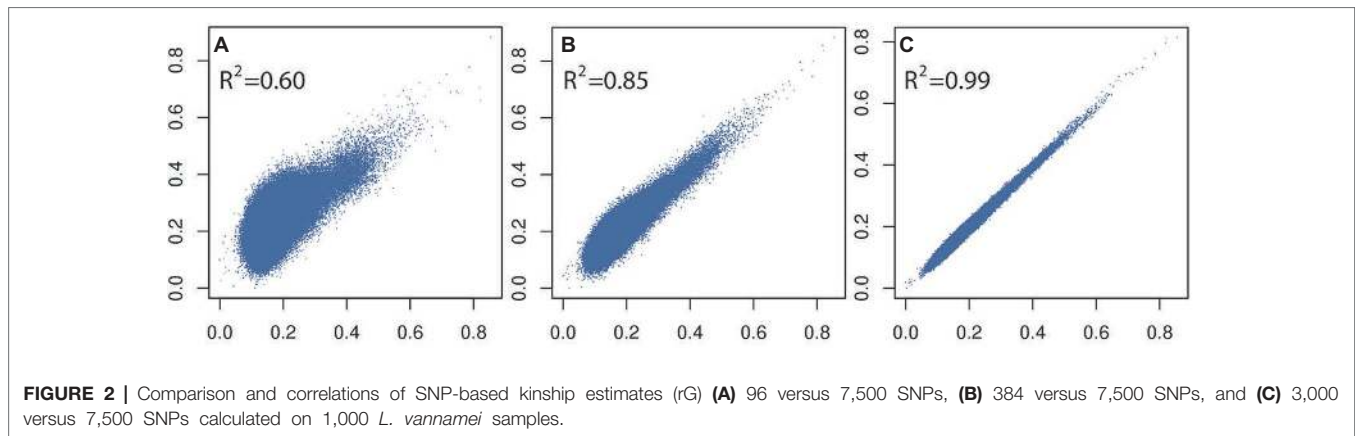 A
R²=0.60
0.8
0.6
0.4
0.2
0.0
0.0 0.2 0.4 0.6 0.8
B
R²=0.85
0.8
0.6
0.4
0.2
0.0
0.0 0.2 0.4 0.6 0.8
C
R²=0.99
0.8
0.6
0.4
0.2
0.0
0.0 0.2 0.4 0.6 0.8
FIGURE 2 | Comparison and correlations of SNP-based kinship estimates (rG) (A) 96 versus 7,500 SNPs, (B) 384 versus 7,500 SNPs, and (C) 3,000
versus 7,500 SNPs calculated on 1,000 L. vannamei samples.